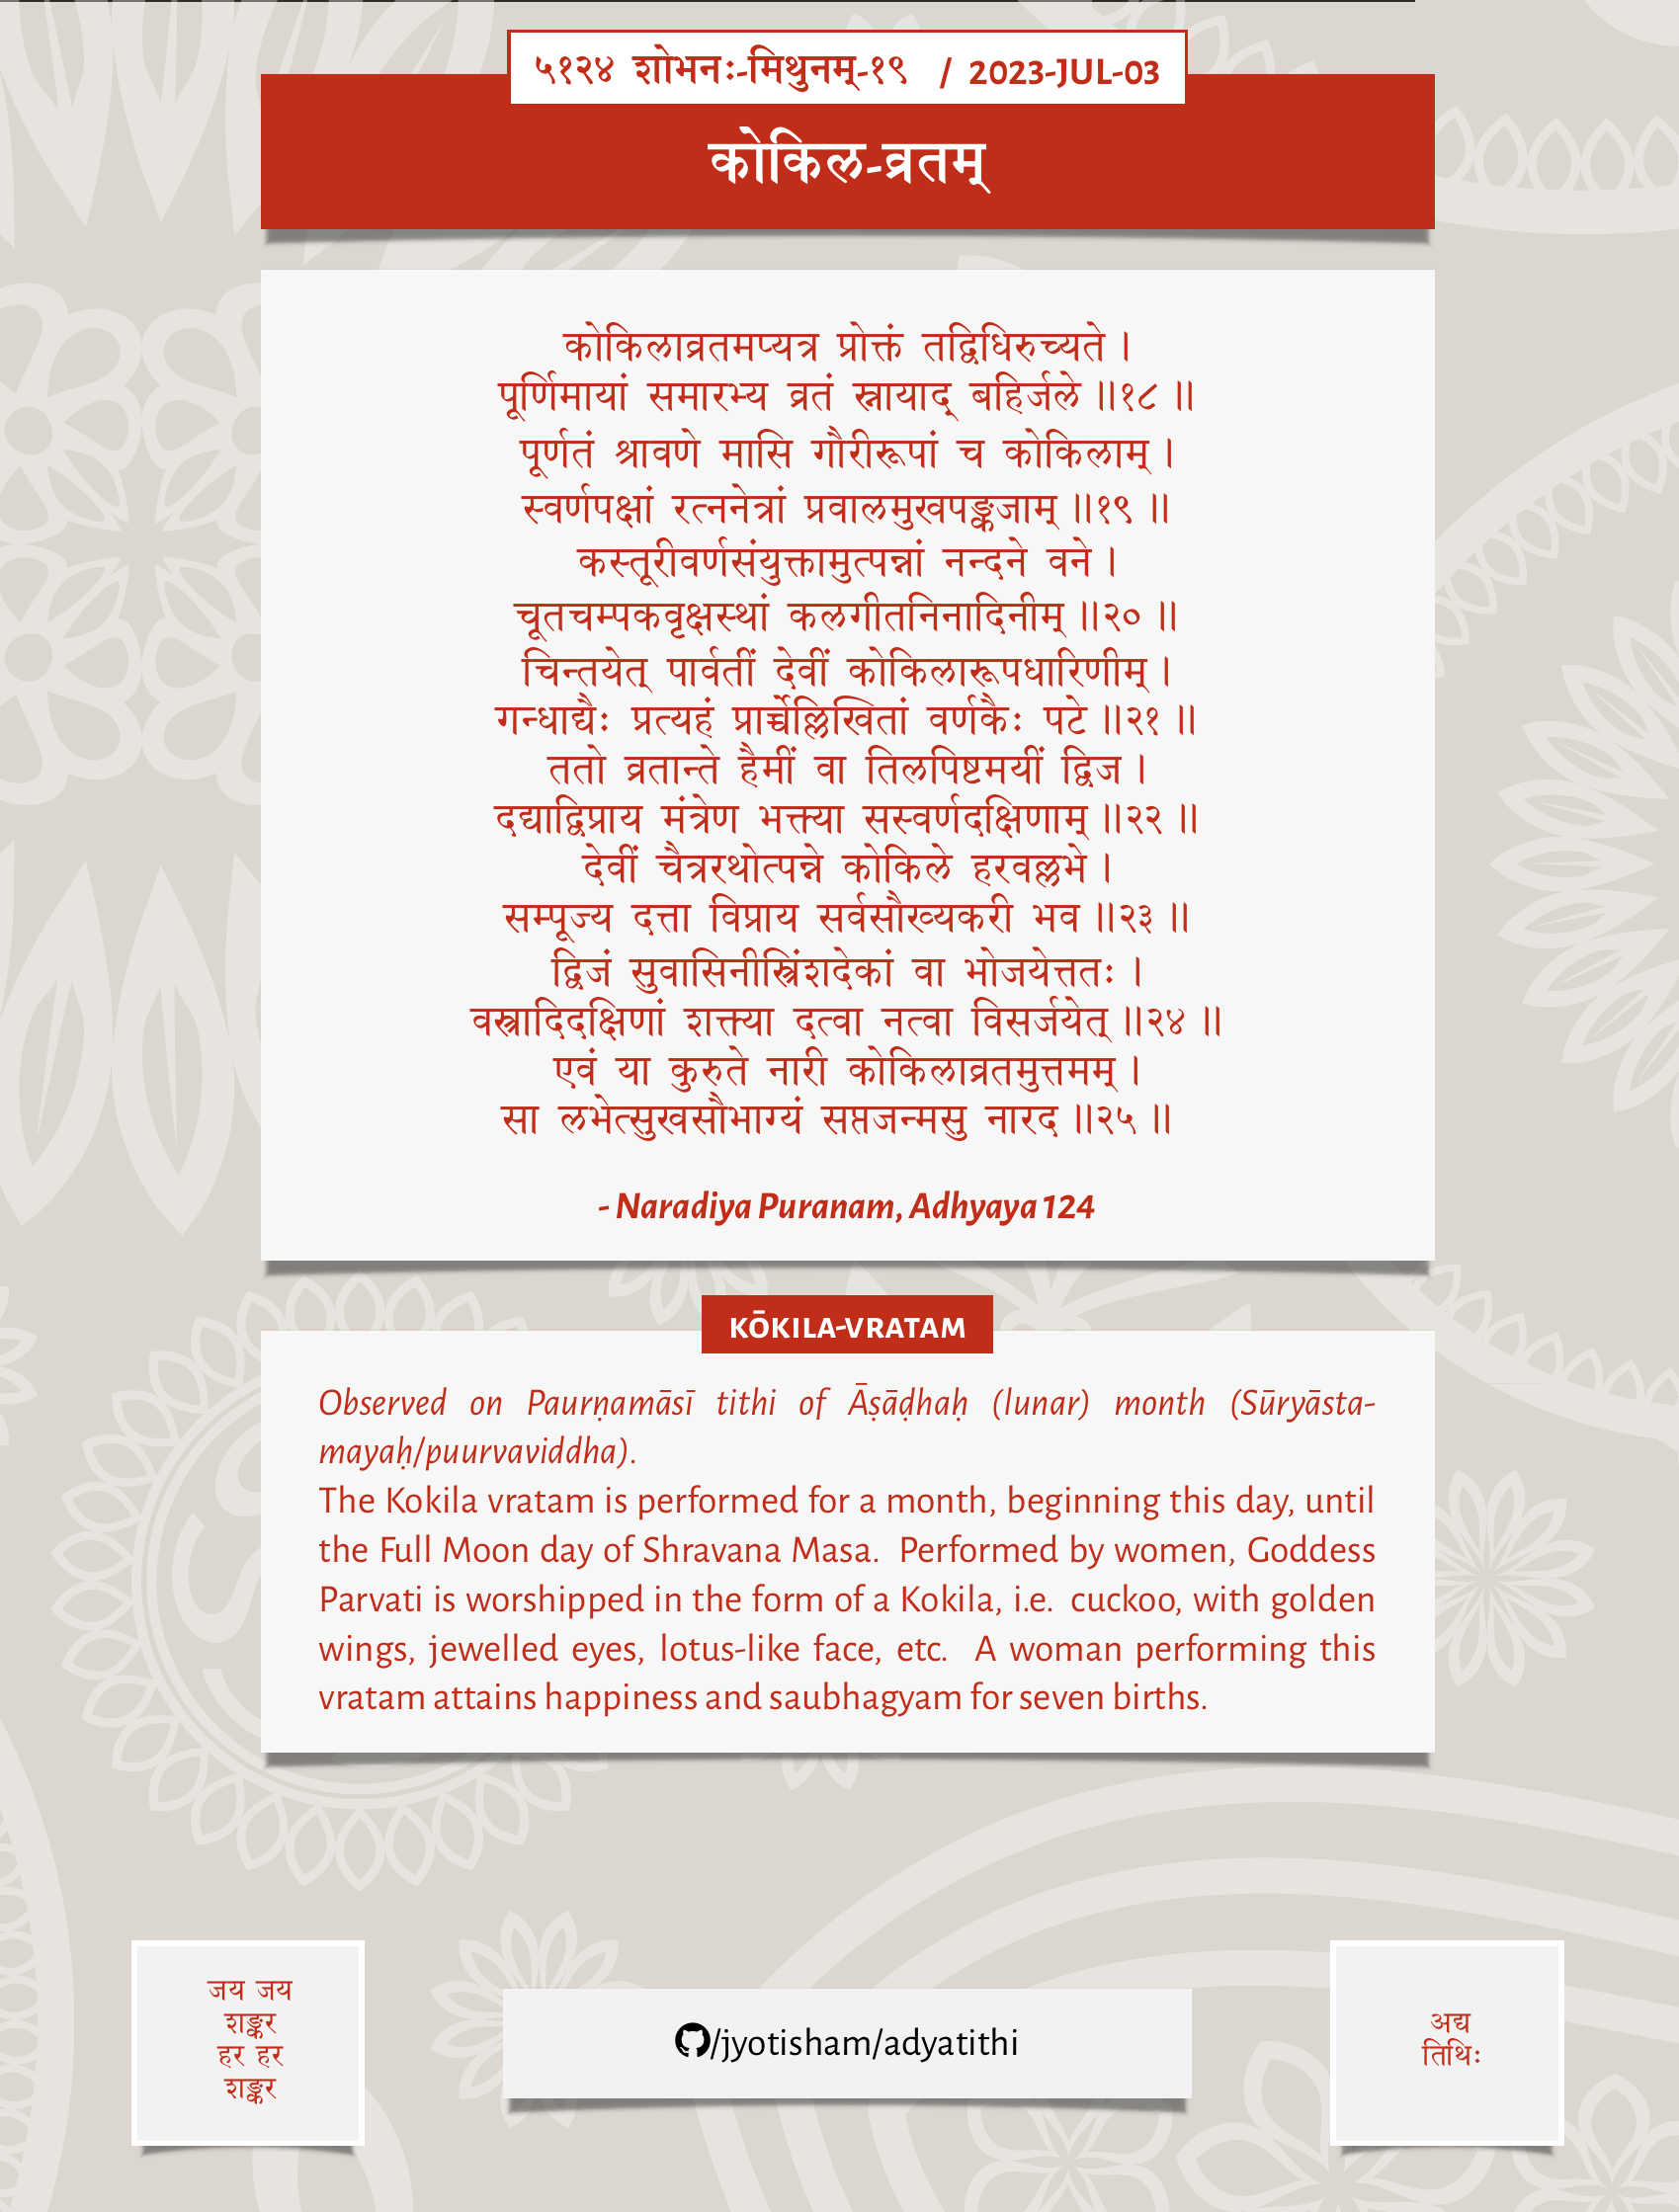 ५१२४ शोभनः-मिथुनम्-१९ / 2023-JUL-03
कोकिल-व्रतम्
कोकिलाव्रतमप्यत्र प्रोक्तं तद्विधिरुच्यते ।
पूर्णिमायां समारभ्य व्रतं स्नायाद् बहिर्जले ॥१८॥
पूर्णतं श्रावणे मासि गौरीरूपां च कोकिलाम् ।
स्वर्णपक्षां रत्ननेत्रां प्रवालमुखपङ्कजाम् ॥१९॥
कस्तूरीवर्णसंयुक्तामुत्पन्नां नन्दने वने ।
चूतचम्पकवृक्षस्थां कलगीतनिनादिनीम् ॥२०॥
चिन्तयेत् पार्वतीं देवीं कोकिलारूपधारिणीम् ।
गन्धाद्यैः प्रत्यहं प्रार्च्चेल्लिखितां वर्णकैः पटे ॥२१॥
ततो व्रतान्ते हैमीं वा तिलपिष्टमयीं द्विज ।
दद्याद्विप्राय मंत्रेण भक्त्या सस्वर्णदक्षिणाम् ॥२२॥
देवीं चैत्ररथोत्पन्ने कोकिले हरवल्लभे ।
सम्पूज्य दत्ता विप्राय सर्वसौख्यकरी भव ॥२३॥
द्विजं सुवासिनीस्त्रिंशदेकां वा भोजयेत्ततः ।
वस्त्रादिदक्षिणां शक्त्या दत्वा नत्वा विसर्जयेत् ॥२४॥
एवं या कुरुते नारी कोकिलाव्रतमुत्तमम् ।
सा लभेत्सुखसौभाग्यं सप्तजन्मसु नारद ॥२५॥
- Naradiya Puranam, Adhyaya 124
KŌKILA-VRATAM
Observed on Paurṇamāsī tithi of Āṣāḍhaḥ (lunar) month (Sūryāsta-
mayaḥ/puurvaviddha).
The Kokila vratam is performed for a month, beginning this day, until
the Full Moon day of Shravana Masa. Performed by women, Goddess
Parvati is worshipped in the form of a Kokila, i.e. cuckoo, with golden
wings, jewelled eyes, lotus-like face, etc. A woman performing this
vratam attains happiness and saubhagyam for seven births.
जय जय
शङ्कर
हर हर
शङ्कर
/jyotisham/adyatithi
अद्य
तिथिः